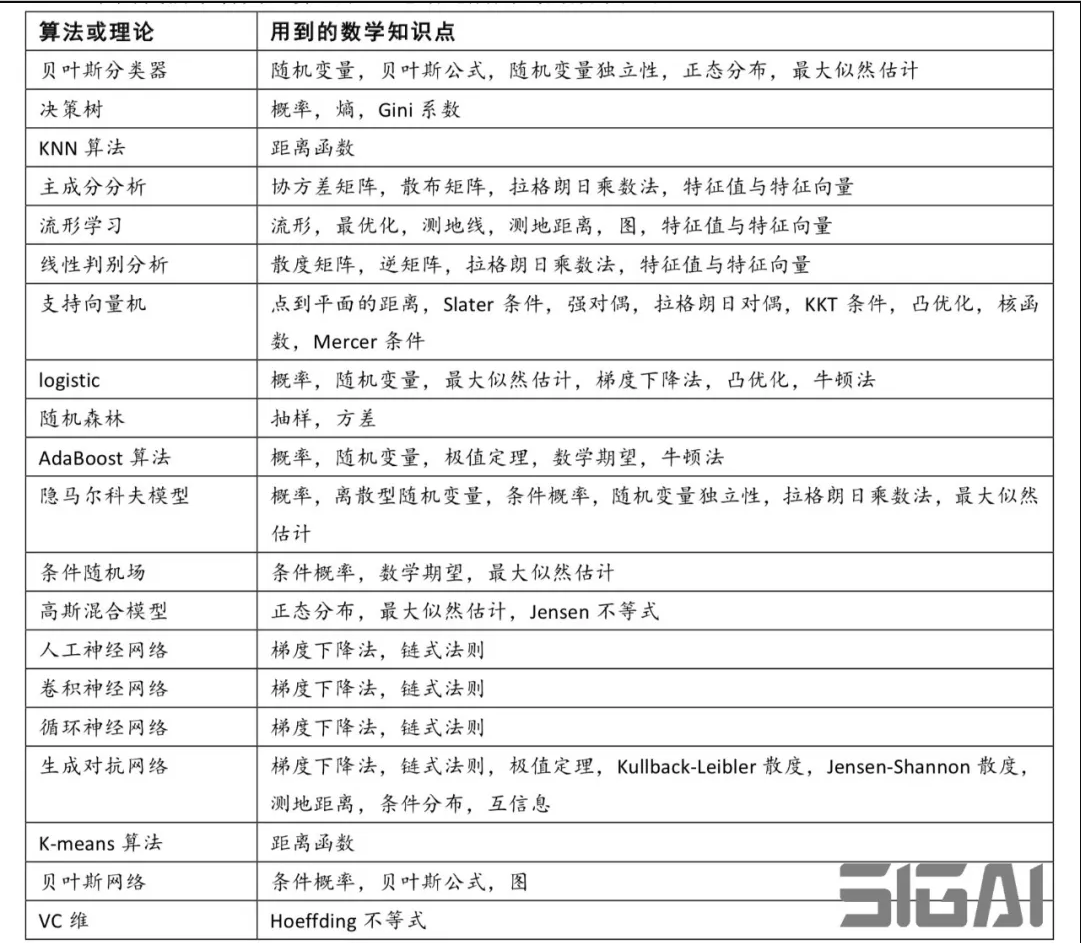 算法或理论 用到的数学知识点
贝叶斯分类器 随机变量，贝叶斯公式，随机变量独立性，正态分布，最大似然估计
决策树 概率，熵，Gini 系数
KNN 算法 距离函数
主成分分析 协方差矩阵，散布矩阵，拉格朗日乘数法，特征值与特征向量
流形学习 流形，最优化，测地线，测地距离，图，特征值与特征向量
线性判别分析 散度矩阵，逆矩阵，拉格朗日乘数法，特征值与特征向量
支持向量机 点到平面的距离，Slater 条件，强对偶，拉格朗日对偶，KKT 条件，凸优化，核函
数，Mercer 条件
logistic 概率，随机变量，最大似然估计，梯度下降法，凸优化，牛顿法
随机森林 抽样，方差
AdaBoost 算法 概率，随机变量，极值定理，数学期望，牛顿法
隐马尔科夫模型 概率，离散型随机变量，条件概率，随机变量独立性，拉格朗日乘数法，最大似然
估计
条件随机场 条件概率，数学期望，最大似然估计
高斯混合模型 正态分布，最大似然估计，Jensen 不等式
人工神经网络 梯度下降法，链式法则
卷积神经网络 梯度下降法，链式法则
循环神经网络 梯度下降法，链式法则
生成对抗网络 梯度下降法，链式法则，极值定理，Kullback-Leibler 散度，Jensen-Shannon 散度，
测地距离，条件分布，互信息
K-means 算法 距离函数
贝叶斯网络 条件概率，贝叶斯公式，图
VC 维 Hoeffding 不等式
SIGAI